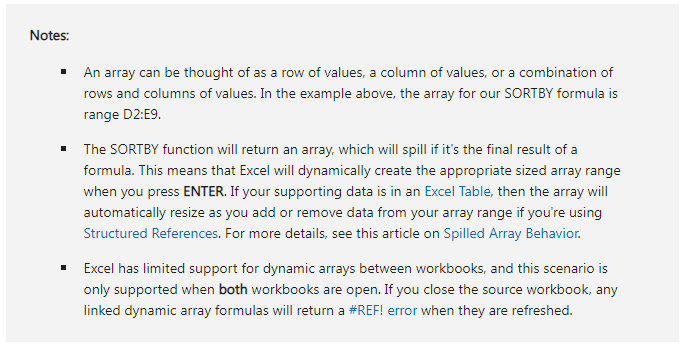 Notes:
▪ An array can be thought of as a row of values, a column of values, or a combination of
rows and columns of values. In the example above, the array for our SORTBY formula is
range D2:E9.
▪ The SORTBY function will return an array, which will spill if it's the final result of a
formula. This means that Excel will dynamically create the appropriate sized array range
when you press ENTER. If your supporting data is in an Excel Table, then the array will
automatically resize as you add or remove data from your array range if you're using
Structured References. For more details, see this article on Spilled Array Behavior.
▪ Excel has limited support for dynamic arrays between workbooks, and this scenario is
only supported when both workbooks are open. If you close the source workbook, any
linked dynamic array formulas will return a #REF! error when they are refreshed.